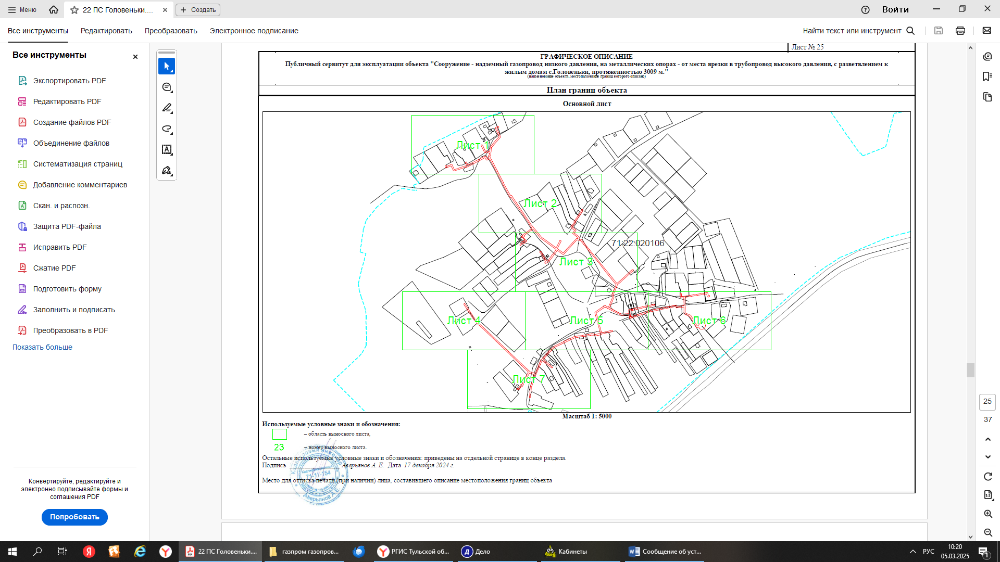 Меню
22 ПС Головеньки....
Создать
Войти
Все инструменты
Редактировать
Преобразовать
Электронное подписание
Найти текст или инструмент
Все инструменты
Экспортировать PDF
Редактировать PDF
Создание файлов PDF
Объединение файлов
Систематизация страниц
Добавление комментариев
Скан. и распозн.
Защита PDF-файла
Исправить PDF
Сжатие PDF
Подготовить форму
Заполнить и подписать
Преобразовать в PDF
Показать больше
Конвертируйте, редактируйте и
электронно подписывайте формы и
соглашения PDF
Попробовать
Лист № 25
ГРАФИЧЕСКОЕ ОПИСАНИЕ
Публичный сервитут для эксплуатации объекта "Сооружение - надземный газопровод низкого давления, на металлических опорах - от места врезки в трубопровод высокого давления, с разветвлением к
жилым домам с.Головеньки, протяженностью 3009 м."
(наименование объекта, местоположение границ которого описано)
План границ объекта
Основной лист
Лист 1
Лист 2
71:22:020106
Лист 3
Лист 4
Лист 5
Лист 6
Лист 7
Масштаб 1: 5000
Используемые условные знаки и обозначения:
– область выносного листа,
23
– номер выносного листа.
Остальные используемые условные знаки и обозначения: приведены на отдельной странице в конце раздела.
Подпись Аверьянов А. Е. Дата 17 декабря 2024 г.
71-11-154
Место для оттиска печати (при наличии) лица, составившего описание местоположения границ объекта
Аверьянов А.Е.
25
37
22 ПС Головеньки....
газпром газопров...
РГИС Тульской об...
Дело
Кабинеты
Сообщение об уст...
РУС
10:20
05.03.2025
1